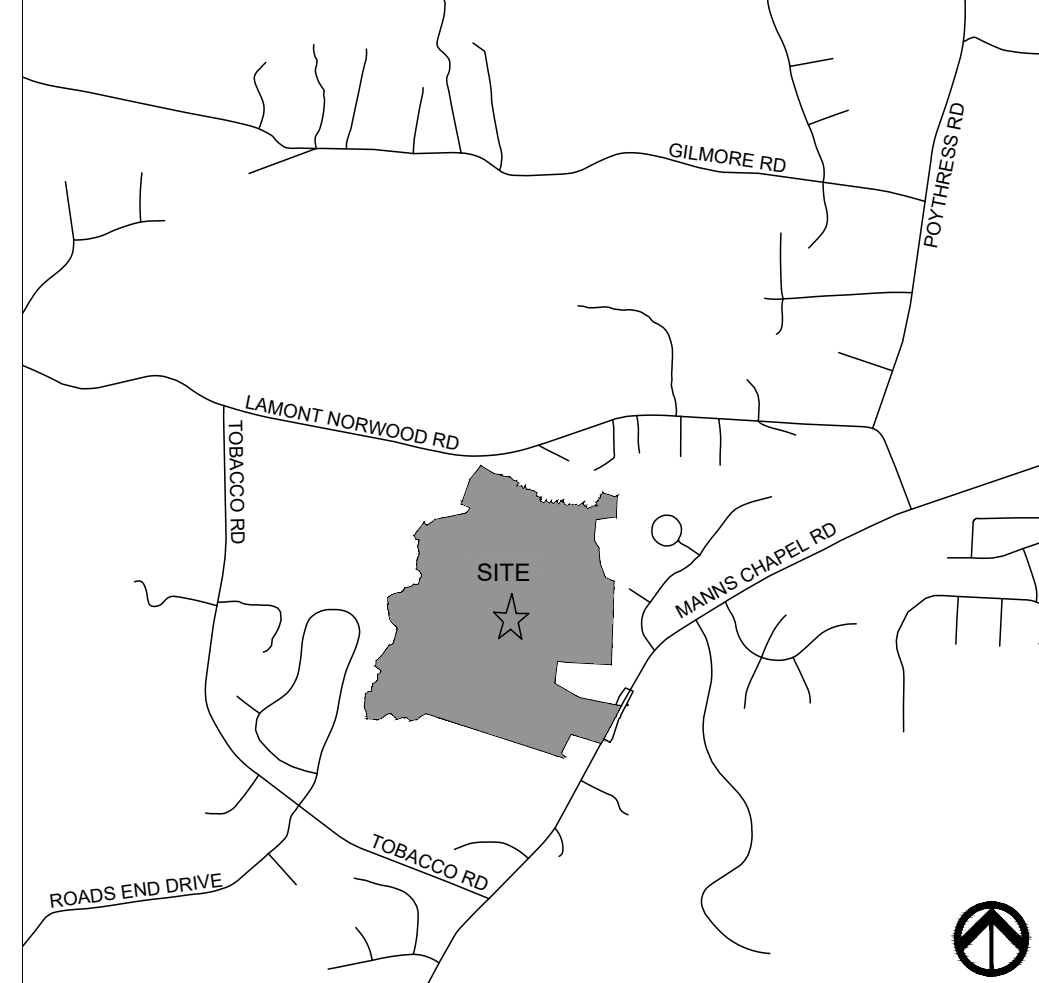 GILMORE RD
POYTHRESS RD
LAMONT NORWOOD RD
TOBACCO RD
SITE
MANNS CHAPEL RD
TOBACCO RD
ROADS END DRIVE